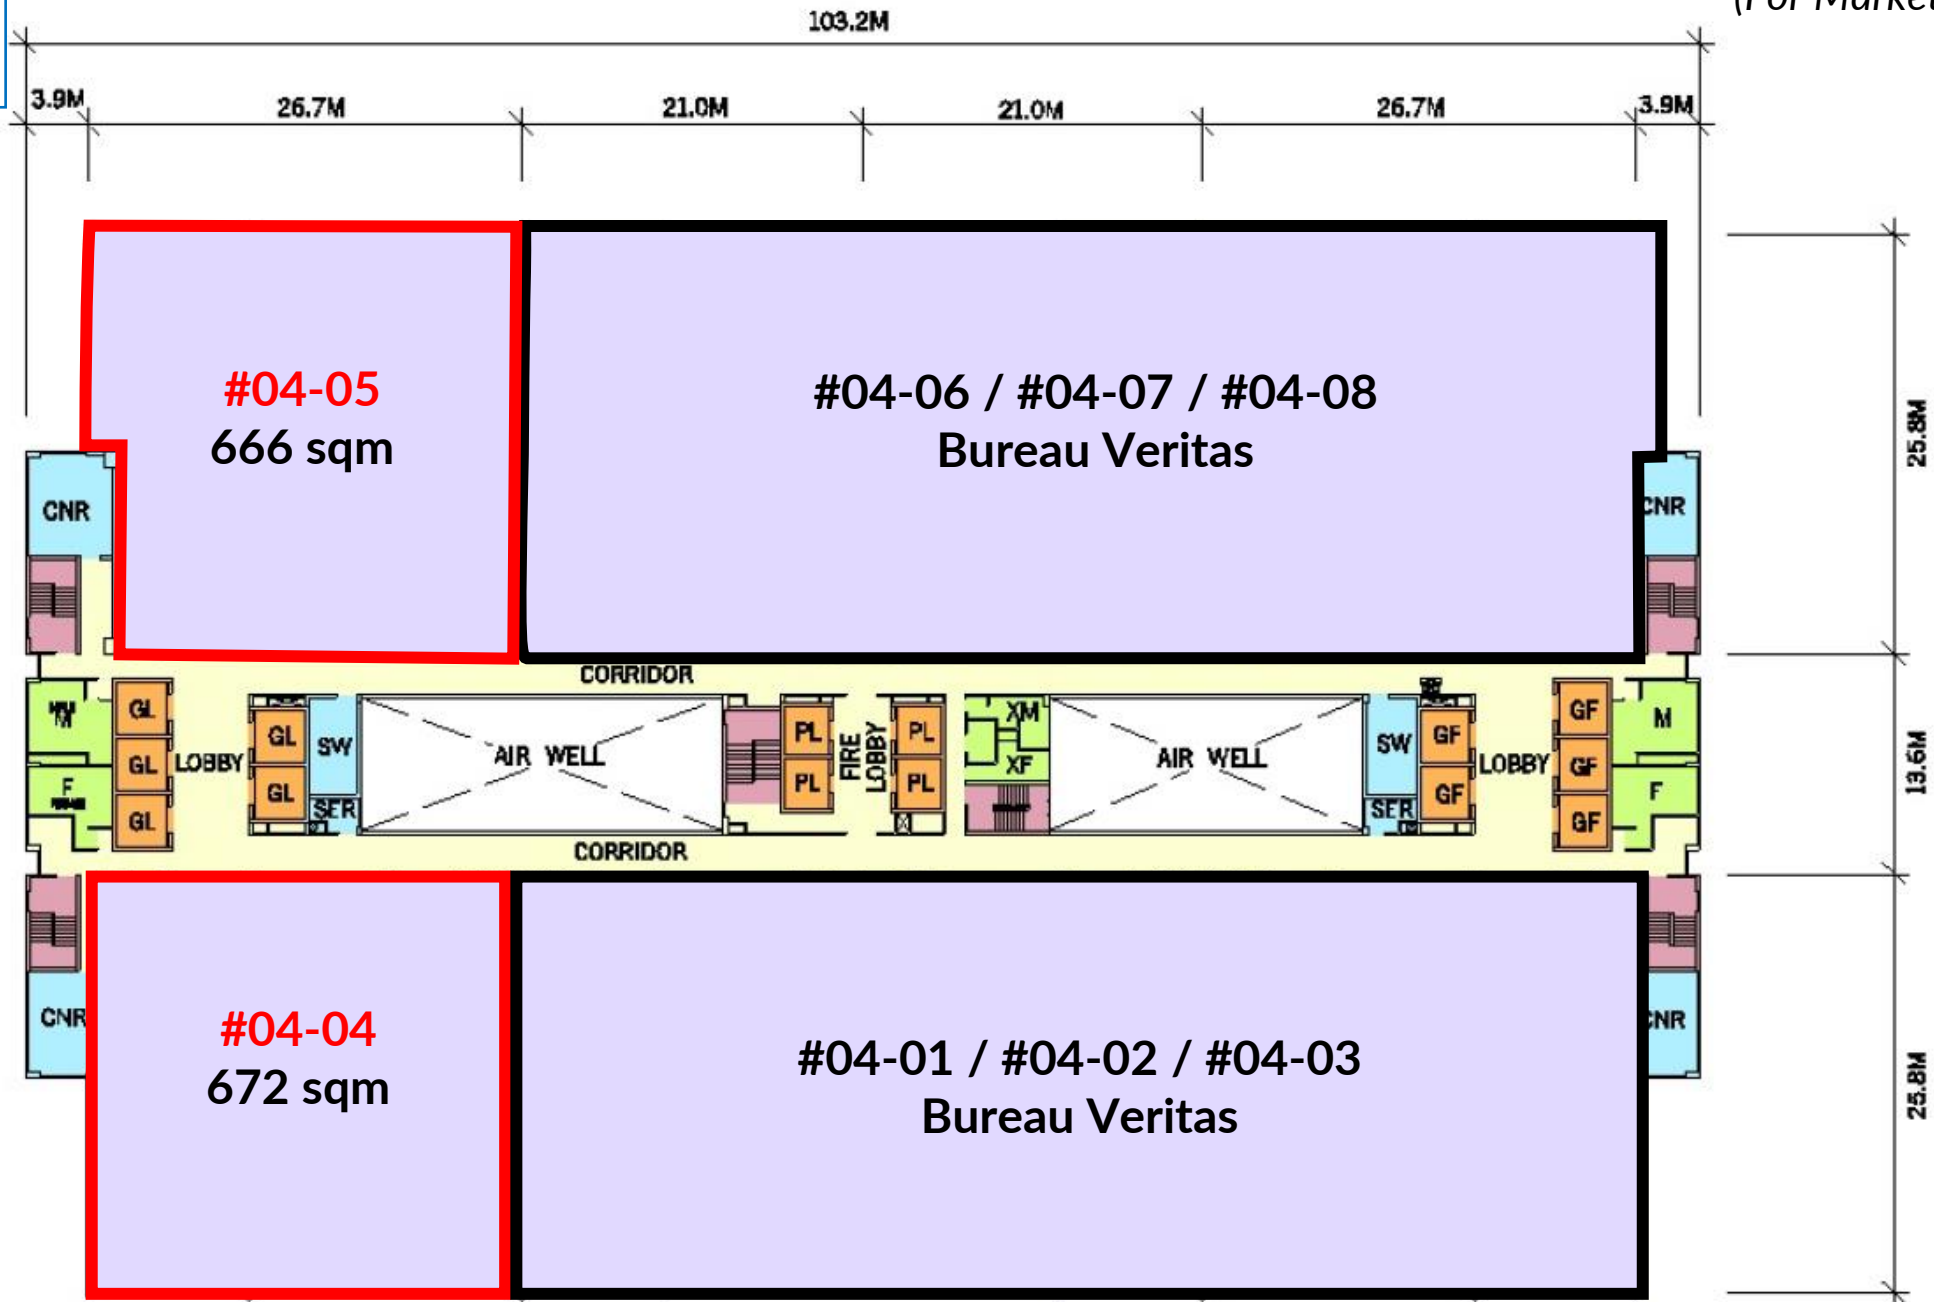 (For Market
103.2M
3.9M
26.7M
21.0M
21.0M
26.7M
3.9M
#04-05
666 sqm
#04-06 / #04-07 / #04-08
Bureau Veritas
25.8M
CNR
CNR
CORRIDOR
GL
GL
GL
LOBBY
GL
GL
SW
SER
AIR WELL
PL
PL
FIRE
LOBBY
PL
PL
XM
XF
AIR WELL
SW
SER
GF
GF
LOBBY
GF
GF
GF
M
F
M
F
13.6M
CORRIDOR
CNR
#04-04
672 sqm
#04-01 / #04-02 / #04-03
Bureau Veritas
CNR
25.8M